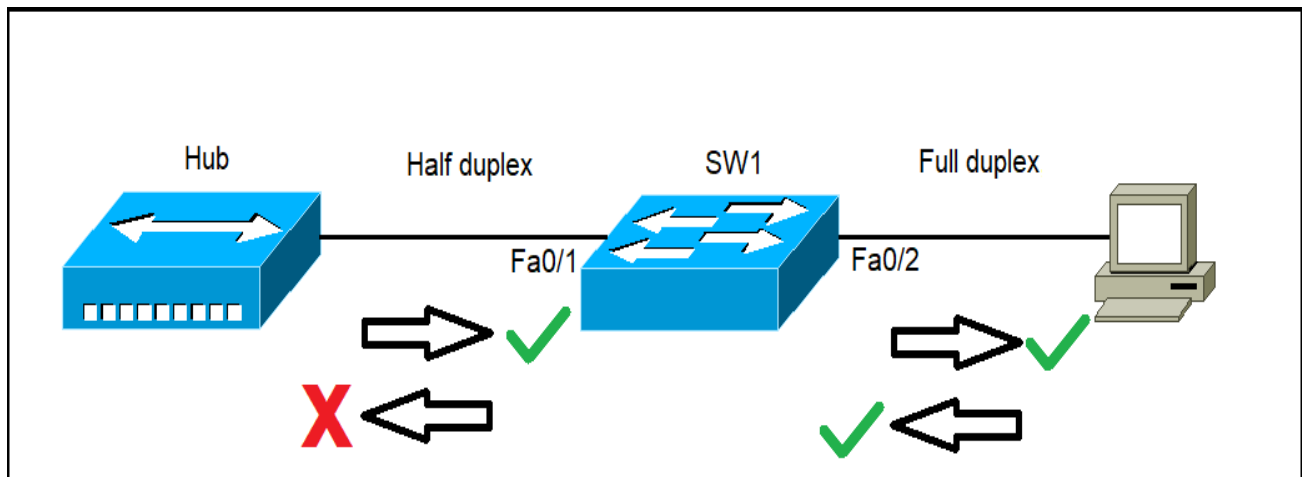 Hub
Half duplex
SW1
Full duplex
Fa0/1
Fa0/2
X